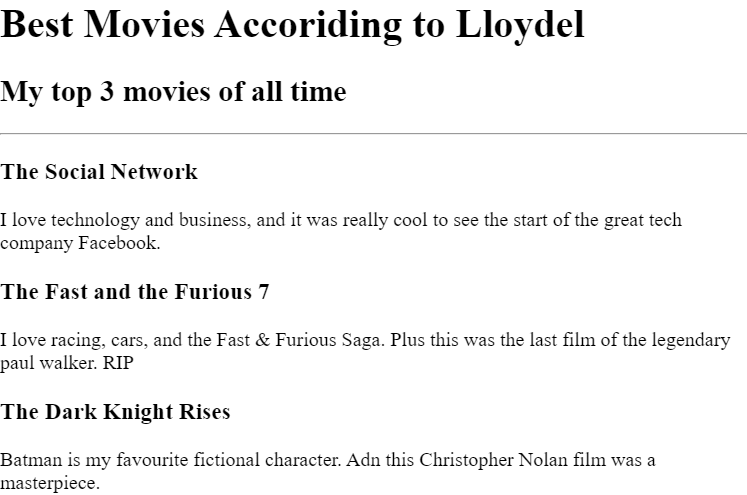 Best Movies Accoriding to Lloydel
My top 3 movies of all time
The Social Network
I love technology and business, and it was really cool to see the start of the great tech
company Facebook.
The Fast and the Furious 7
I love racing, cars, and the Fast & Furious Saga. Plus this was the last film of the legendary
paul walker. RIP
The Dark Knight Rises
Batman is my favourite fictional character. Adn this Christopher Nolan film was a
masterpiece.